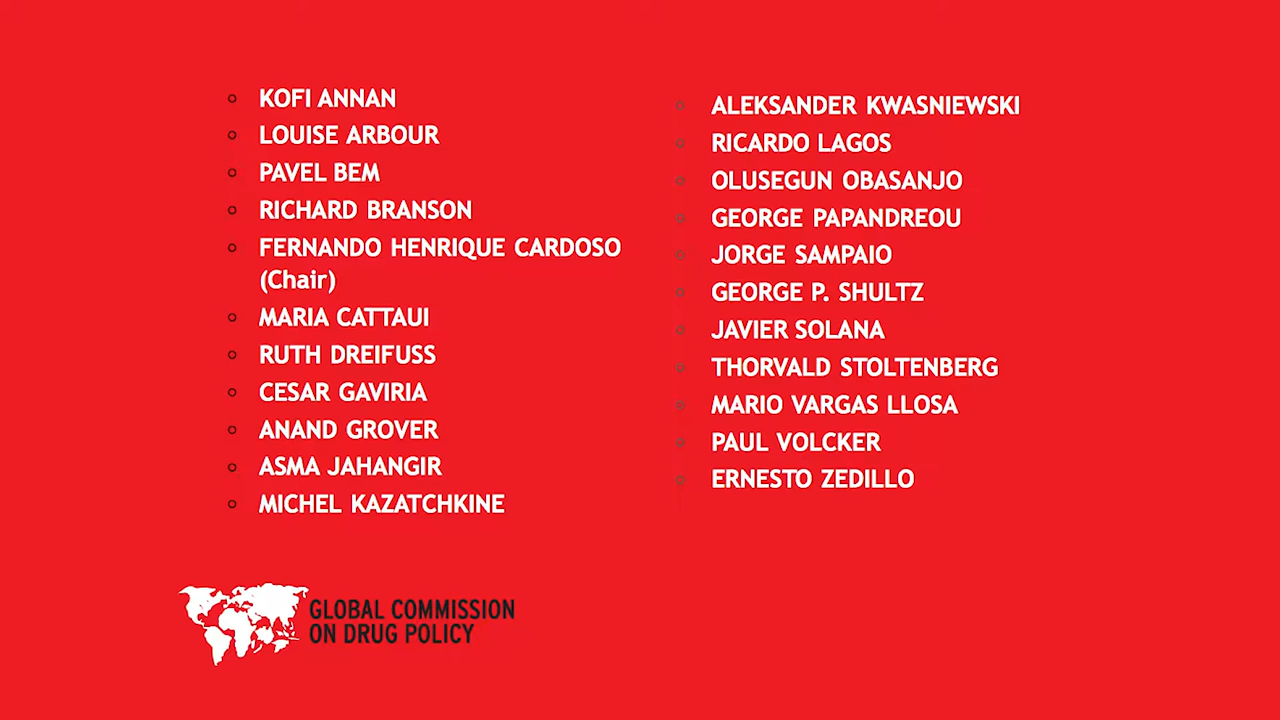 KOFI ANNAN
LOUISE ARBOUR
PAVEL BEM
RICHARD BRANSON
FERNANDO HENRIQUE CARDOSO
(Chair)
MARIA CATTAUI
RUTH DREIFUSS
CESAR GAVIRIA
ANAND GROVER
ASMA JAHANGIR
MICHEL KAZATCHKINE
ALEKSANDER KWASNIEWSKI
RICARDO LAGOS
OLUSEGUN OBASANJO
GEORGE PAPANDREOU
JORGE SAMPAIO
GEORGE P. SHULTZ
JAVIER SOLANA
THORVALD STOLTENBERG
MARIO VARGAS LLOSA
PAUL VOLCKER
ERNESTO ZEDILLO
GLOBAL COMMISSION
ON DRUG POLICY